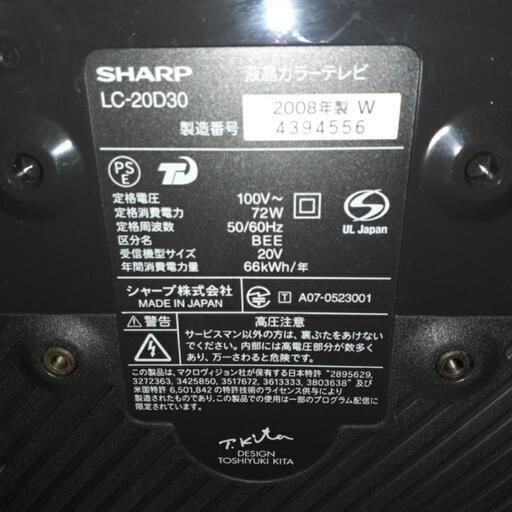 SHARP
液晶カラーテレビ
LC-20D30
2008年製 W
製造番号
4394556
PS
E
定格電圧 100V～
定格消費電力 72W
定格周波数 50/60Hz
区分名 BEE
受信機型サイズ 20V
年間消費電力量 66kWh/年
UL Japan
シャープ株式会社
MADE IN JAPAN
T A07-0523001
警告 高圧注意
サービスマン以外の方は、裏ぶたをあけない
でください。内部には高電圧部分が数多く
あり、万一さわると危険です。
この製品は、マクロヴィジョン社が保有する日本特許 "2895629,
3272363, 3425850, 3517672, 3613333, 3803638" 及び
米国特許 6,501,842 の特許技術のライセンス供与により
製造されたものであり、この製品での使用は一部のプログラム配信に
限定されています。
T.Kita
DESIGN
TOSHIYUKI KITA